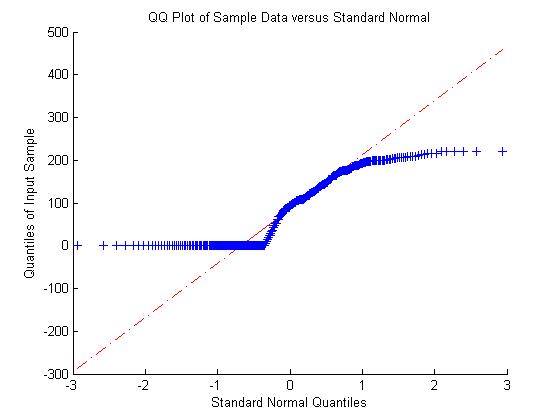 QQ Plot of Sample Data versus Standard Normal
500
400
300
200
100
0
-100
-200
-300
Quantiles of Input Sample
-3 -2 -1 0 1 2 3
Standard Normal Quantiles